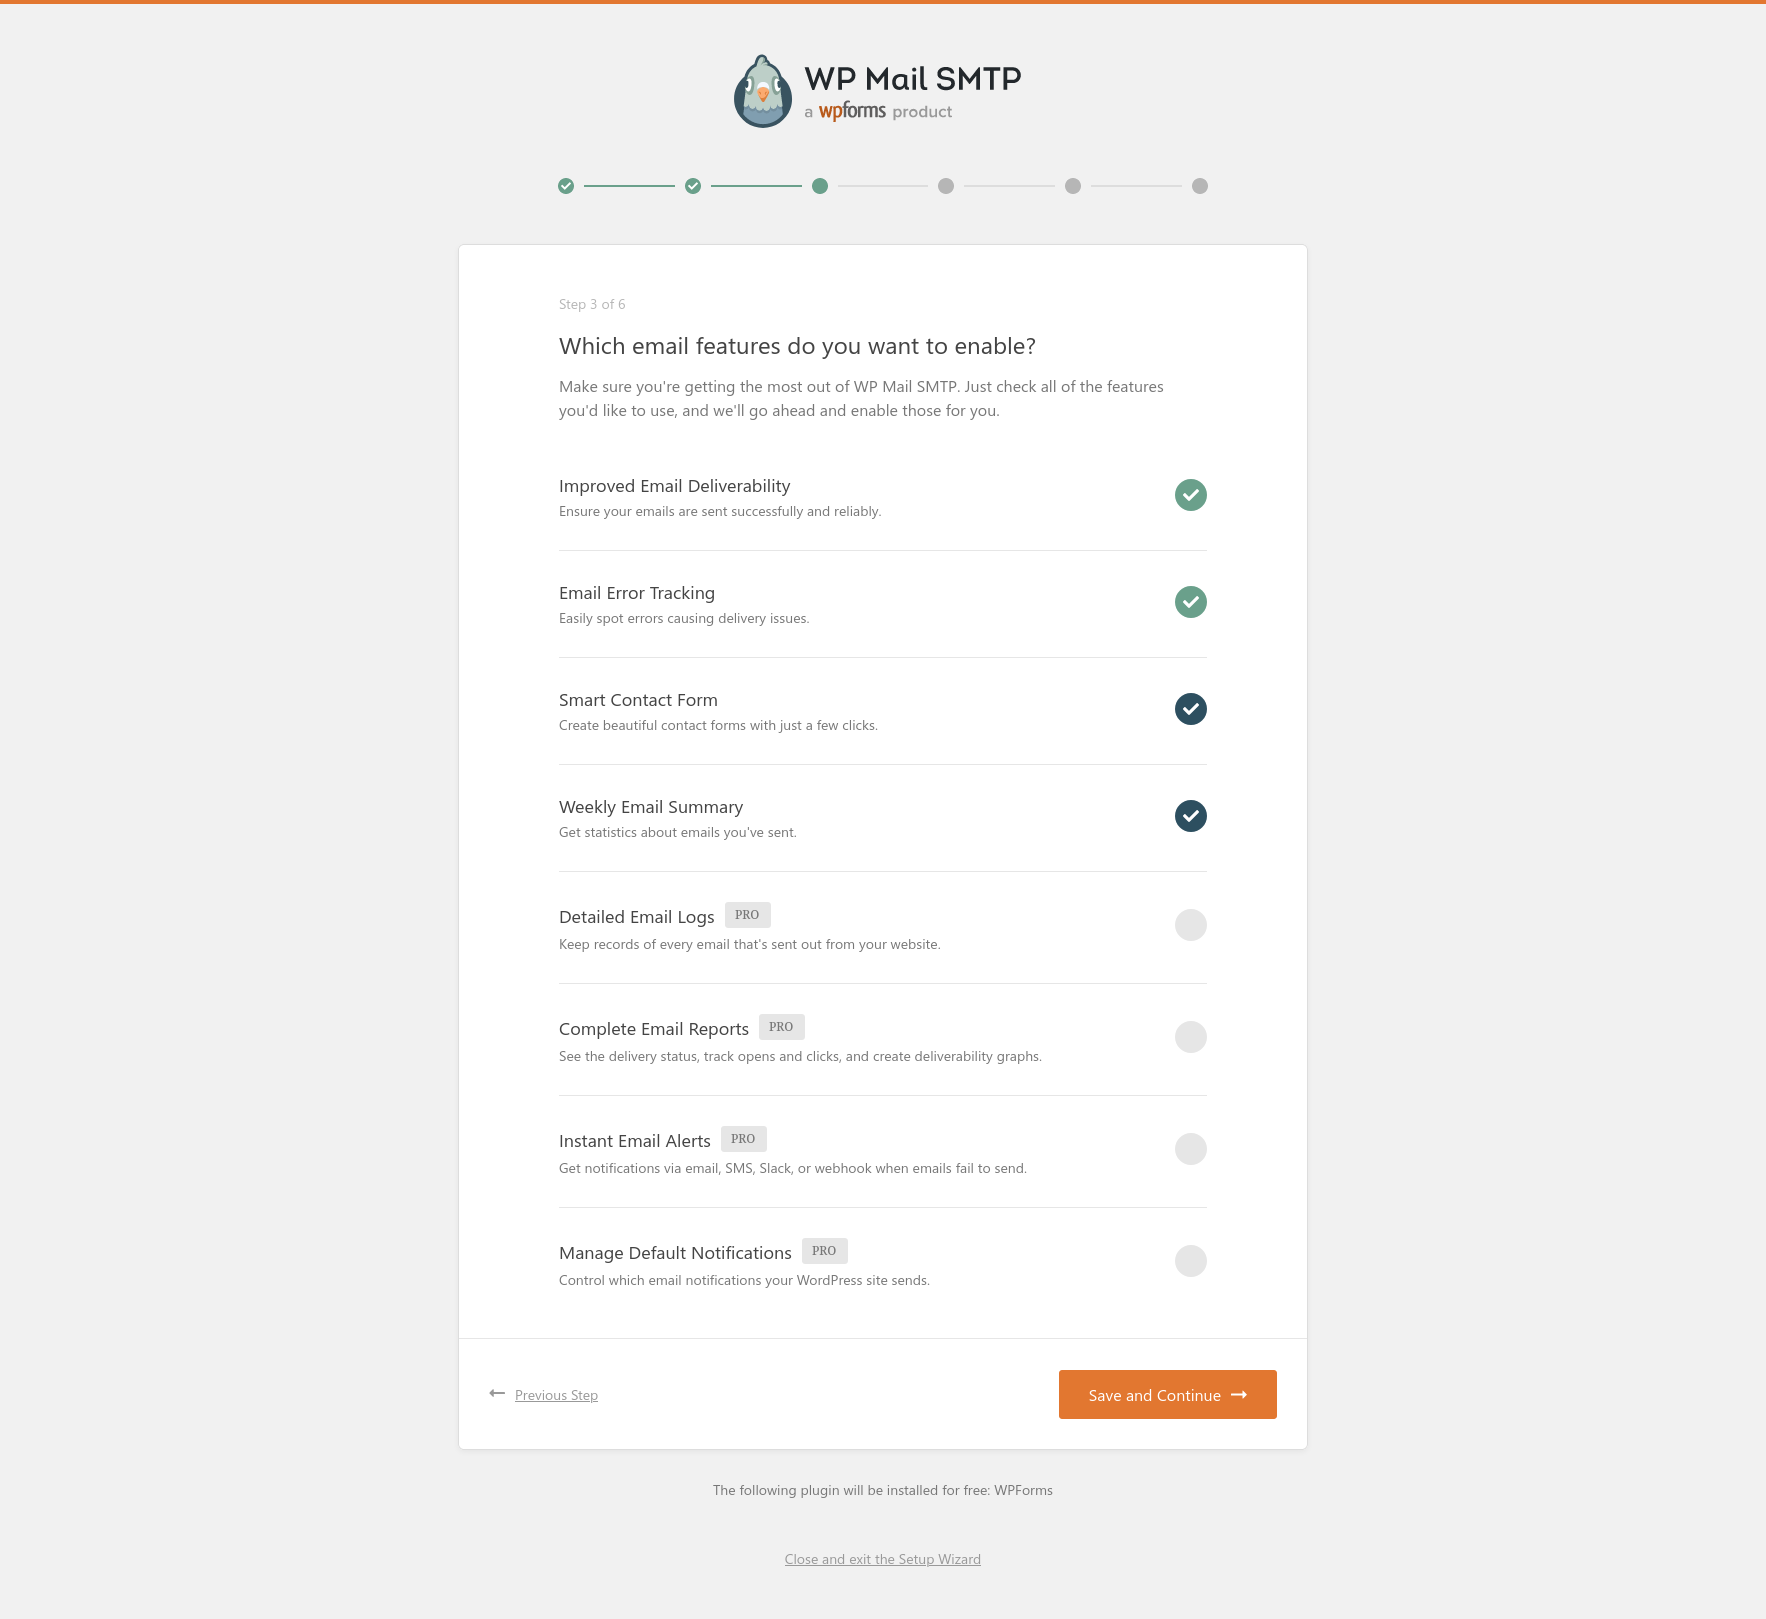 WP Mail SMTP
a wpforms product
Step 3 of 6
Which email features do you want to enable?
Make sure you're getting the most out of WP Mail SMTP. Just check all of the features
you'd like to use, and we'll go ahead and enable those for you.
Improved Email Deliverability
Ensure your emails are sent successfully and reliably.
Email Error Tracking
Easily spot errors causing delivery issues.
Smart Contact Form
Create beautiful contact forms with just a few clicks.
Weekly Email Summary
Get statistics about emails you've sent.
Detailed Email Logs PRO
Keep records of every email that's sent out from your website.
Complete Email Reports PRO
See the delivery status, track opens and clicks, and create deliverability graphs.
Instant Email Alerts PRO
Get notifications via email, SMS, Slack, or webhook when emails fail to send.
Manage Default Notifications PRO
Control which email notifications your WordPress site sends.
Previous Step
Save and Continue
The following plugin will be installed for free: WPForms
Close and exit the Setup Wizard